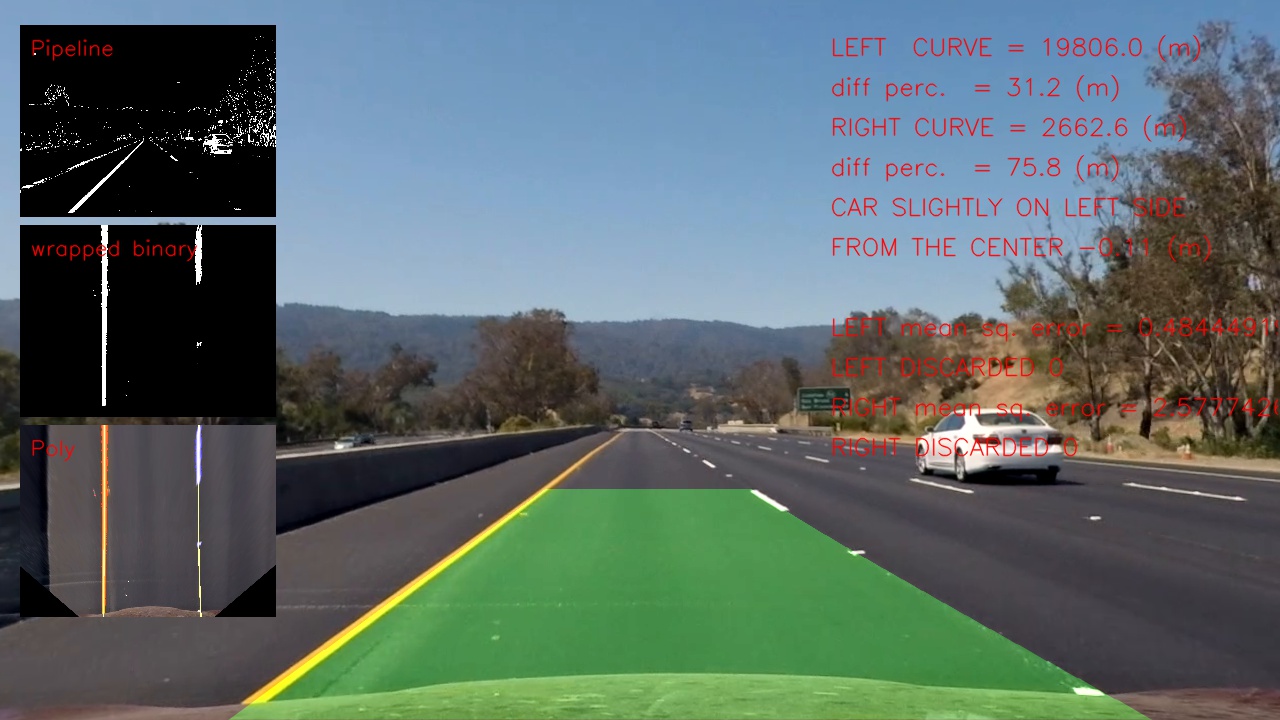 Pipeline
wrapped binary
Poly
LEFT CURVE = 19806.0 (m)
diff perc. = 31.2 (m)
RIGHT CURVE = 2662.6 (m)
diff perc. = 75.8 (m)
CAR SLIGHTLY ON LEFT SIDE
FROM THE CENTER -0.11 (m)
LEFT mean sq. error = 0.4844491
LEFT DISCARDED 0
RIGHT mean sq. error = 2.577742
RIGHT DISCARDED 0